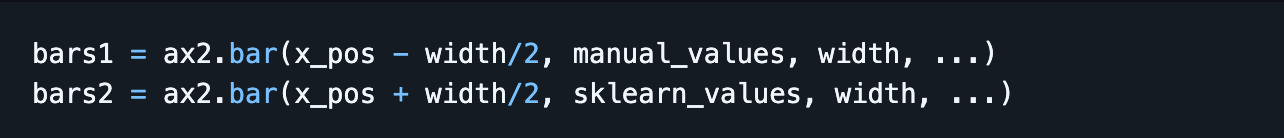 bars1 = ax2.bar(x_pos - width/2, manual_values, width, ...)
bars2 = ax2.bar(x_pos + width/2, sklearn_values, width, ...)